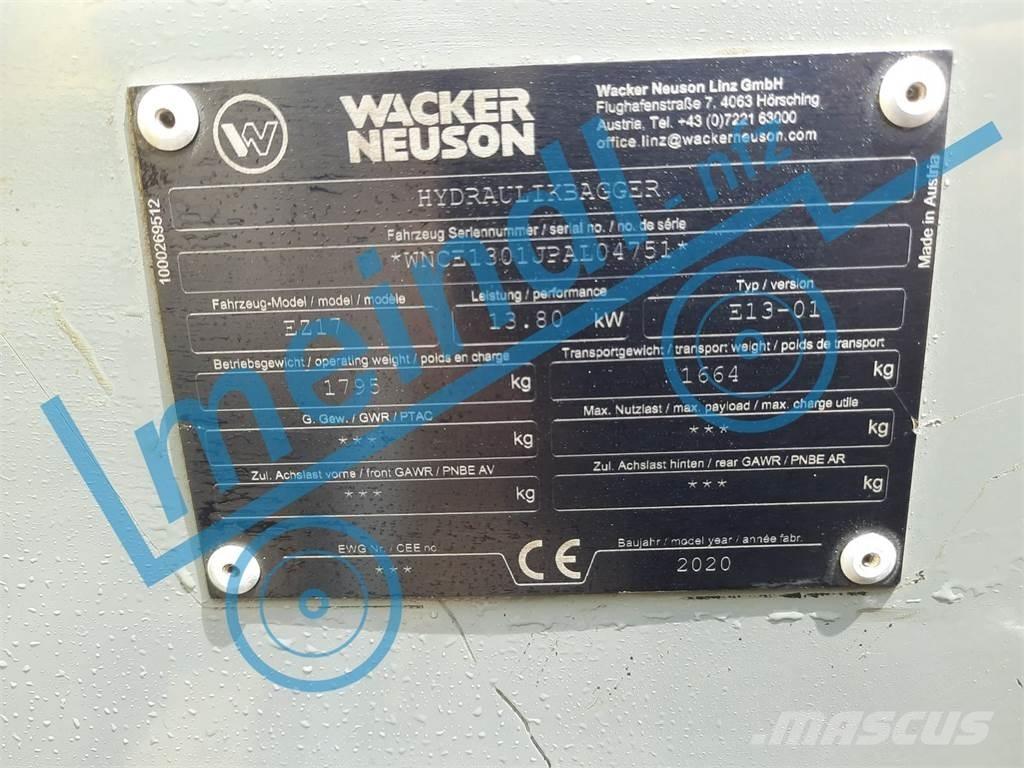 WACKER
NEUSON
Wacker Neuson Linz GmbH
Flughafenstraße 7, 4063 Hörsching
Austria, Tel. +43 (0)7221 63000
office.linz@wackerneuson.com
HYDRAULIKBAGGER
Fahrzeug Seriennummer / serial no. / no. de série
*WNCE1301JPAL04751*
Fahrzeug-Model / model / modèle
Leistung / performance
Typ / version
EZ17
13.80 kW
E13-01
Betriebsgewicht / operating weight / poids en charge
Transportgewicht / transport weight / poids de transport
1795 kg
1664 kg
G. Gew. / GWR / PTAC
Max. Nutzlast / max. payload / max. charge utile
*** kg
*** kg
Zul. Achslast vorne / front GAWR / PNBE AV
Zul. Achslast hinten / rear GAWR / PNBE AR
*** kg
*** kg
EWG Nr. / CEE no
***
CE
Baujahr / model year / année fabr.
2020
1000269512
Made in Austria
lmeindl.nfz
MASCUS